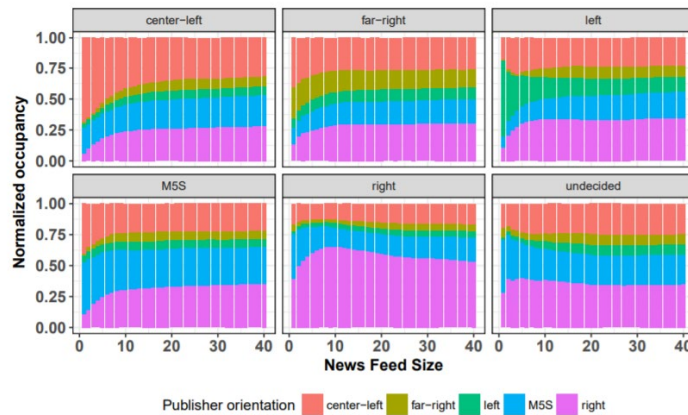 center-left far-right left
1.00
0.75
0.50
0.25
0.00
M5S right undecided
1.00
0.75
0.50
0.25
0.00
0 10 20 30 40 0 10 20 30 40 0 10 20 30 40
Normalized occupancy
News Feed Size
Publisher orientation center-left far-right left M5S right